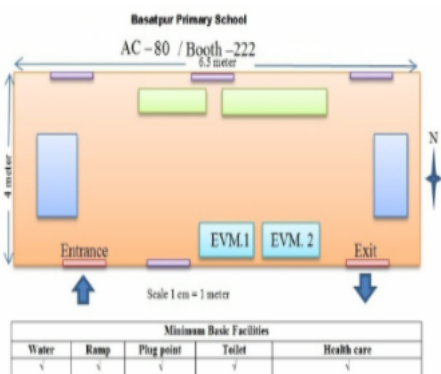 Basatpur Primary School
AC – 80 / Booth –222
6.5 meter
4 meter
N
EVM.1 EVM. 2
Entrance Exit
Scale 1 cm = 1 meter
Minimum Basic Facilities
Water Ramp Plug point Toilet Health care
√ √ √ √ √